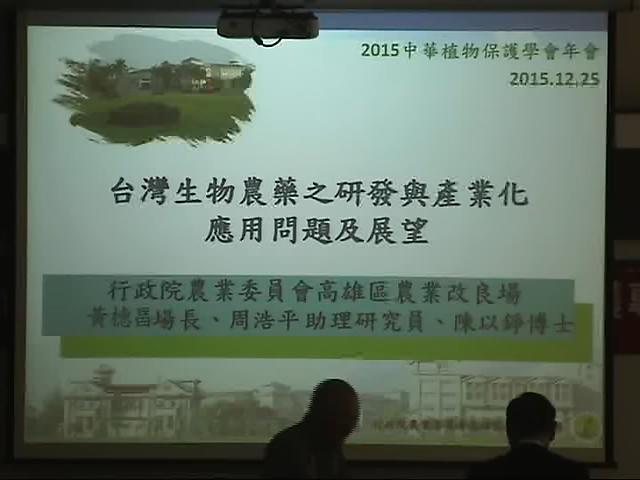 2015中華植物保護學會年會
2015.12.25
台灣生物農藥之研發與產業化
應用問題及展望
行政院農業委員會高雄區農業改良場
黃德昌場長、周浩平助理研究員、陳以錚博士